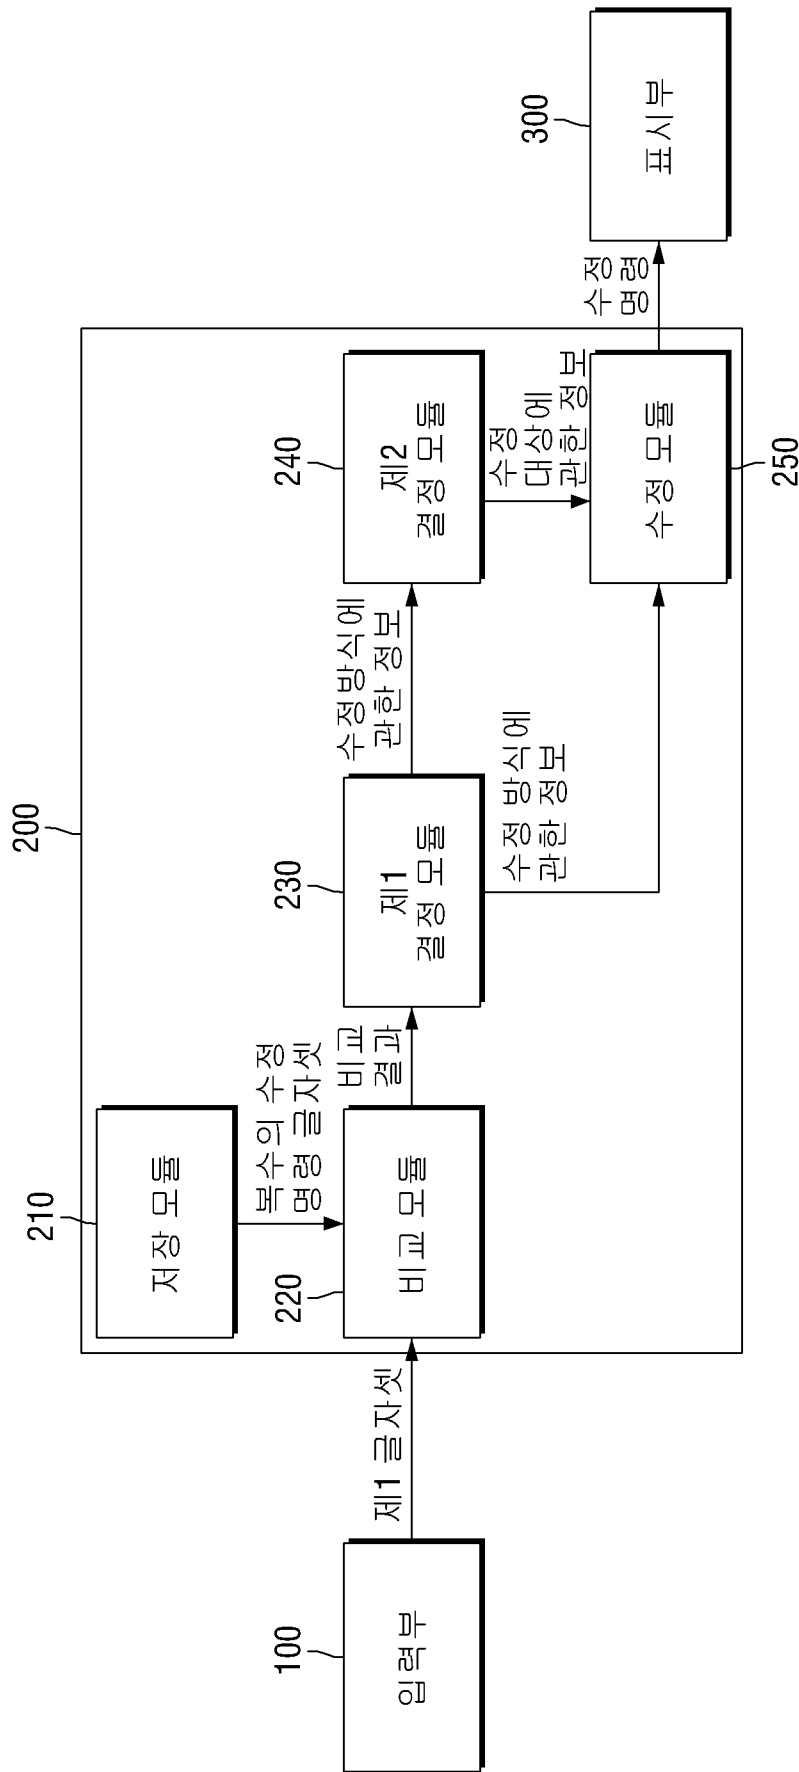 100
입력부
제1 글자셋
200
210
저장 모듈
복수의 수정
명령 글자셋
220
비교 모듈
비교
결과
230
제1
결정 모듈
수정방식에
관한 정보
수정 방식에
관한 정보
240
제2
결정 모듈
수정
대상에
관한 정보
수정 모듈
250
수정
명령
300
표시부